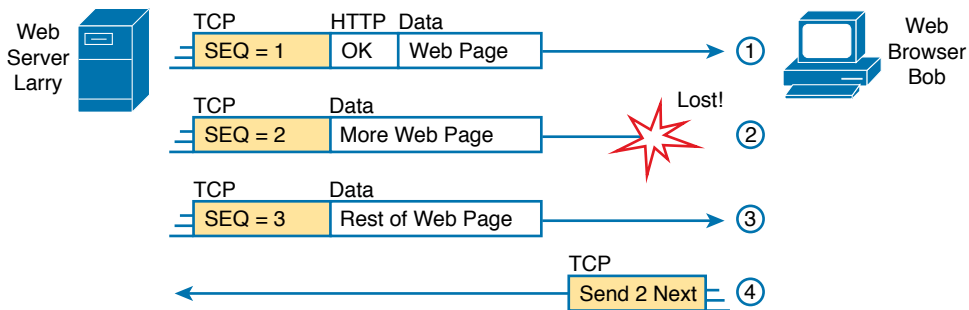 Web
Server
Larry
TCP HTTP Data
SEQ = 1 OK Web Page
1
Web
Browser
Bob
TCP Data
SEQ = 2 More Web Page
Lost!
2
TCP Data
SEQ = 3 Rest of Web Page
3
TCP
Send 2 Next
4